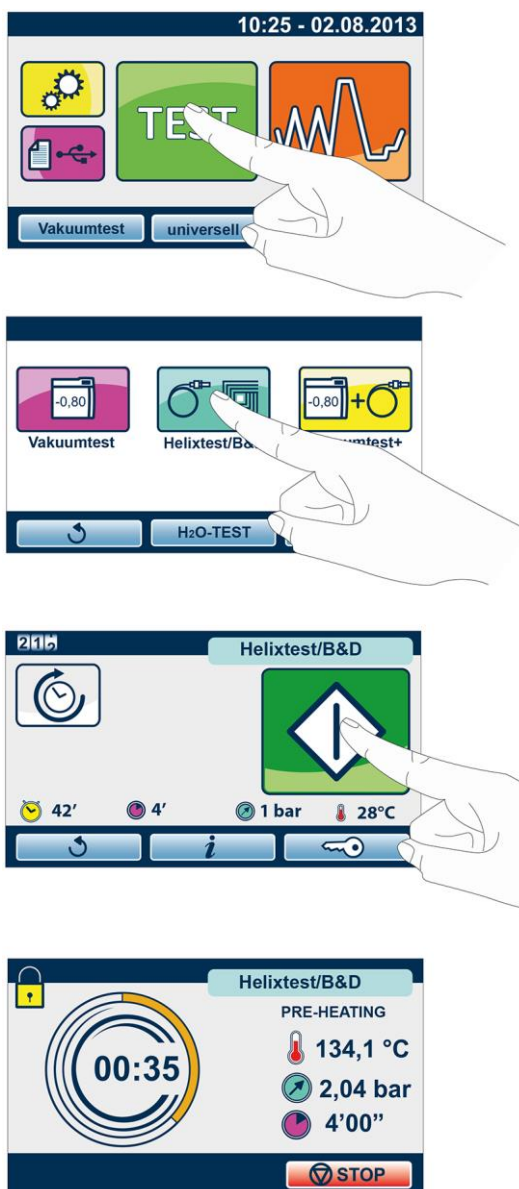 10:25 - 02.08.2013
TEST
Vakuumtest universell
-0,80 -0,80 +
Vakuumtest Helixtest/B& umtest+
H2O-TEST
Helixtest/B&D
42' 4' 1 bar 28°C
i
Helixtest/B&D
PRE-HEATING
00:35
134,1 °C
2,04 bar
4'00"
STOP